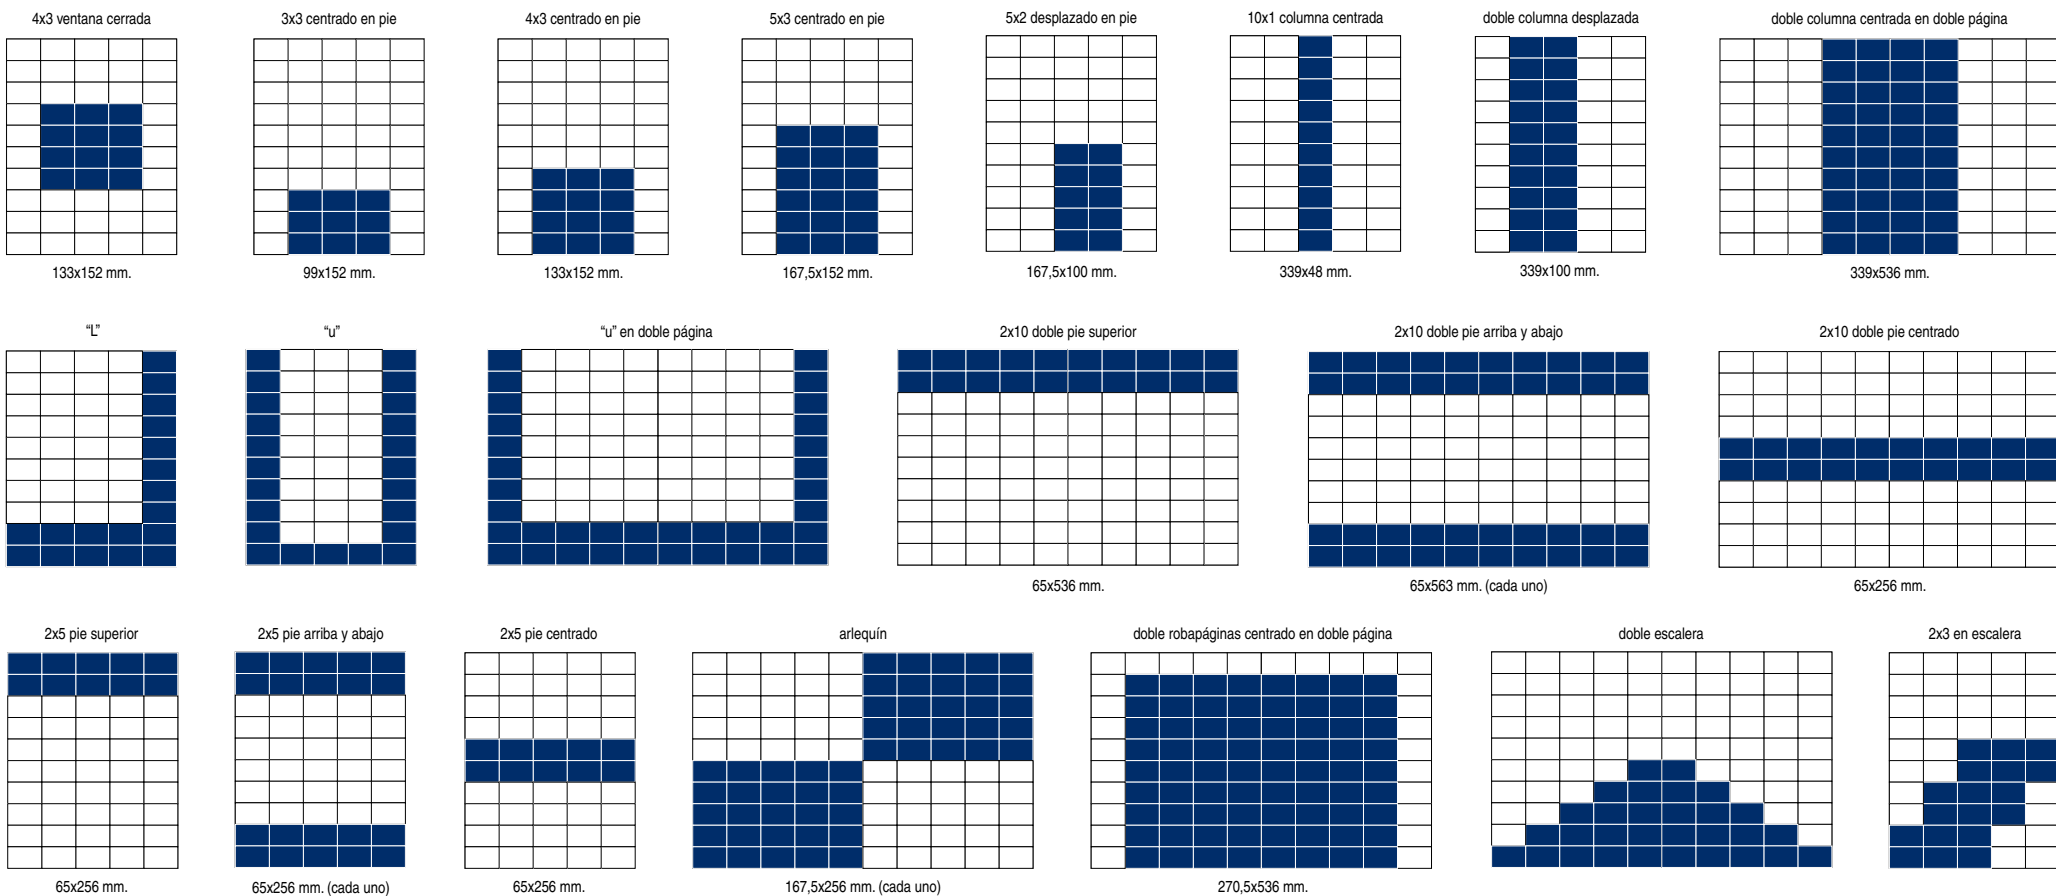 4x3 ventana cerrada
3x3 centrado en pie
4x3 centrado en pie
5x3 centrado en pie
5x2 desplazado en pie
10x1 columna centrada
doble columna desplazada
doble columna centrada en doble página
133x152 mm.
99x152 mm.
133x152 mm.
167,5x152 mm.
167,5x100 mm.
339x48 mm.
339x100 mm.
339x536 mm.
“L”
“u”
“u” en doble página
2x10 doble pie superior
2x10 doble pie arriba y abajo
2x10 doble pie centrado
65x536 mm.
65x563 mm. (cada uno)
65x256 mm.
2x5 pie superior
2x5 pie arriba y abajo
2x5 pie centrado
arlequín
doble robapáginas centrado en doble página
doble escalera
2x3 en escalera
65x256 mm.
65x256 mm. (cada uno)
65x256 mm.
167,5x256 mm. (cada uno)
270,5x536 mm.